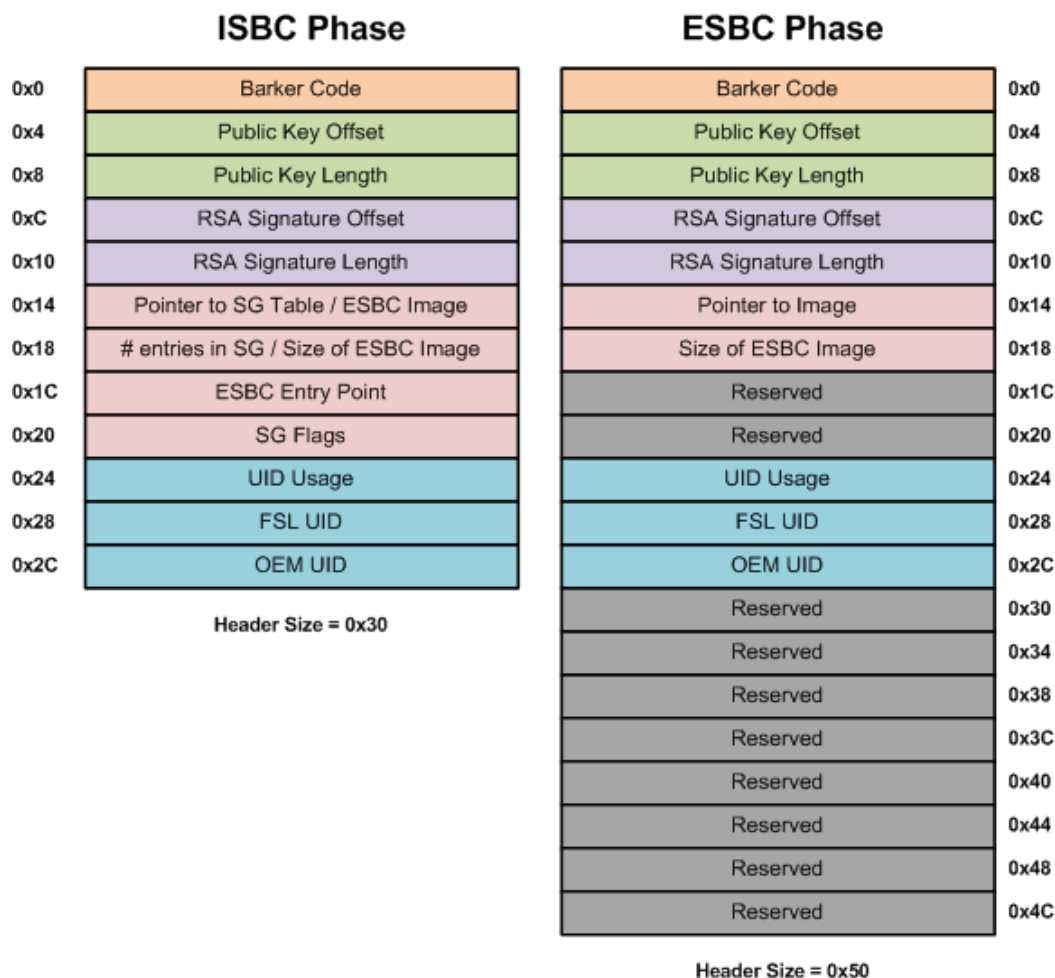 ISBC Phase
ESBC Phase
0x0 Barker Code Barker Code 0x0
0x4 Public Key Offset Public Key Offset 0x4
0x8 Public Key Length Public Key Length 0x8
0xC RSA Signature Offset RSA Signature Offset 0xC
0x10 RSA Signature Length RSA Signature Length 0x10
0x14 Pointer to SG Table / ESBC Image Pointer to Image 0x14
0x18 # entries in SG / Size of ESBC Image Size of ESBC Image 0x18
0x1C ESBC Entry Point Reserved 0x1C
0x20 SG Flags Reserved 0x20
0x24 UID Usage UID Usage 0x24
0x28 FSL UID FSL UID 0x28
0x2C OEM UID OEM UID 0x2C
Reserved 0x30
Header Size = 0x30
Reserved 0x34
Reserved 0x38
Reserved 0x3C
Reserved 0x40
Reserved 0x44
Reserved 0x48
Reserved 0x4C
Header Size = 0x50